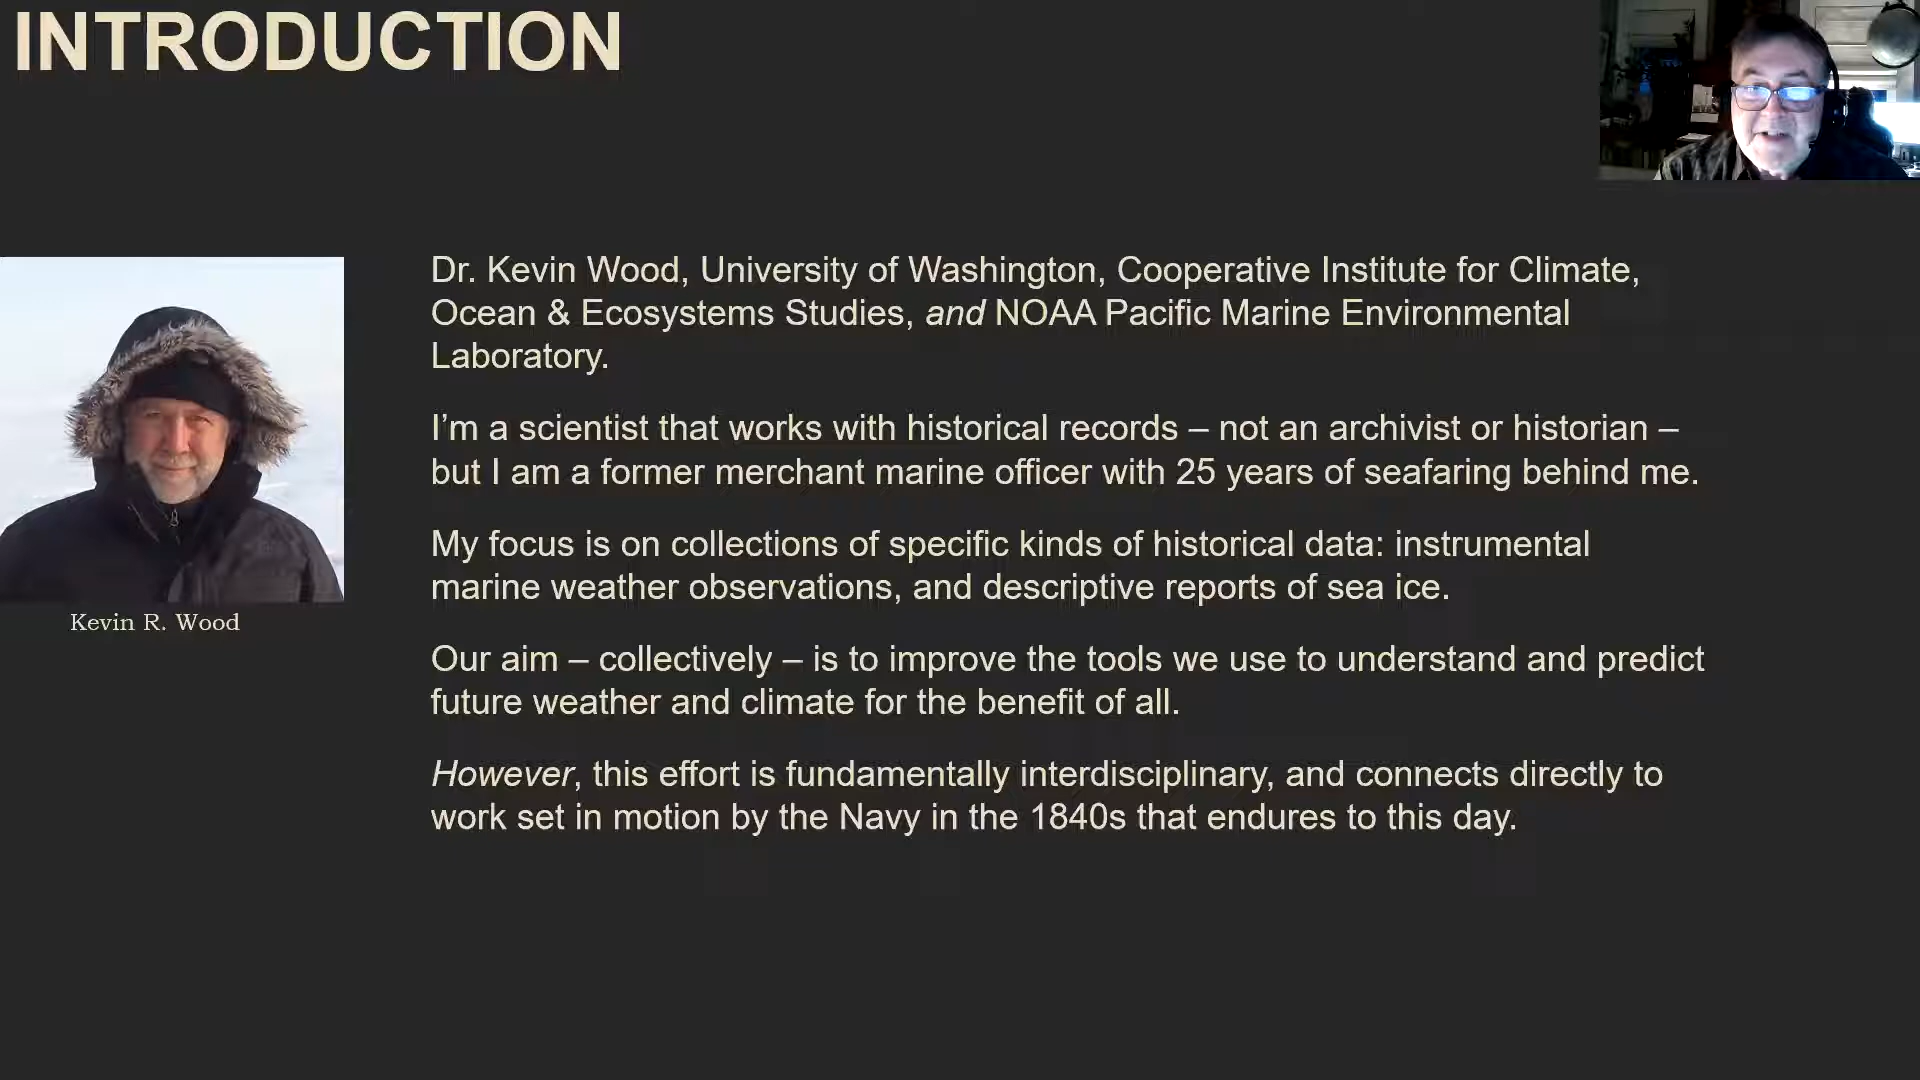 INTRODUCTION
Dr. Kevin Wood, University of Washington, Cooperative Institute for Climate,
Ocean & Ecosystems Studies, and NOAA Pacific Marine Environmental
Laboratory.
I’m a scientist that works with historical records – not an archivist or historian –
but I am a former merchant marine officer with 25 years of seafaring behind me.
My focus is on collections of specific kinds of historical data: instrumental
marine weather observations, and descriptive reports of sea ice.
Our aim – collectively – is to improve the tools we use to understand and predict
future weather and climate for the benefit of all.
However, this effort is fundamentally interdisciplinary, and connects directly to
work set in motion by the Navy in the 1840s that endures to this day.
Kevin R. Wood